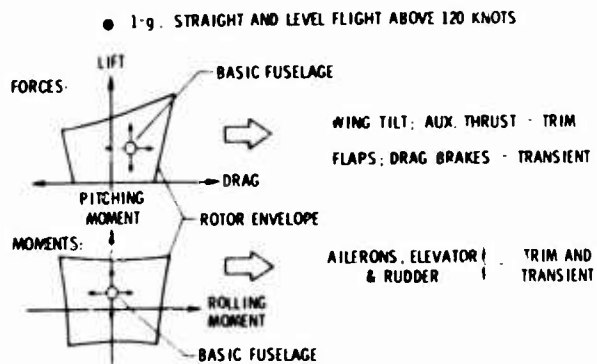 ● 1-g. STRAIGHT AND LEVEL FLIGHT ABOVE 120 KNOTS
LIFT
BASIC FUSELAGE
FORCES:
WING TILT; AUX. THRUST - TRIM
FLAPS; DRAG BRAKES - TRANSIENT
DRAG
PITCHING
MOMENT
ROTOR ENVELOPE
MOMENTS:
AILERONS, ELEVATOR - TRIM AND
& RUDDER TRANSIENT
ROLLING
MOMENT
BASIC FUSELAGE